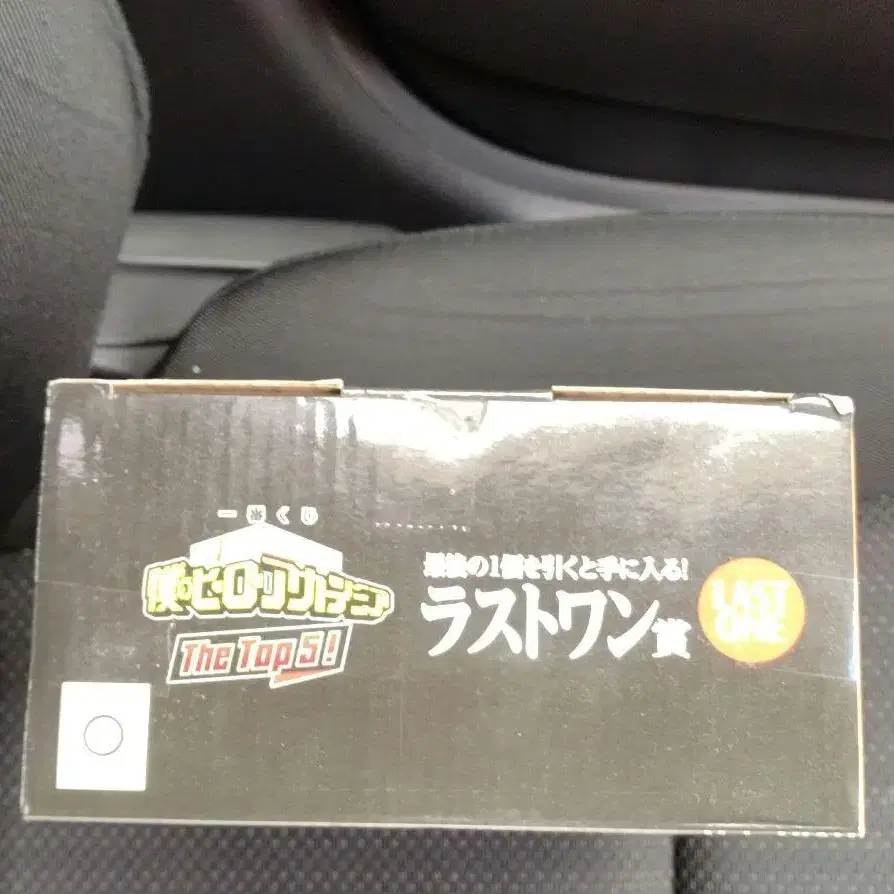 一番くじ
僕のヒーローアカデミア
The Top 5!
最後の1個を引くと手に入る!
ラストワン賞
LAST
ONE